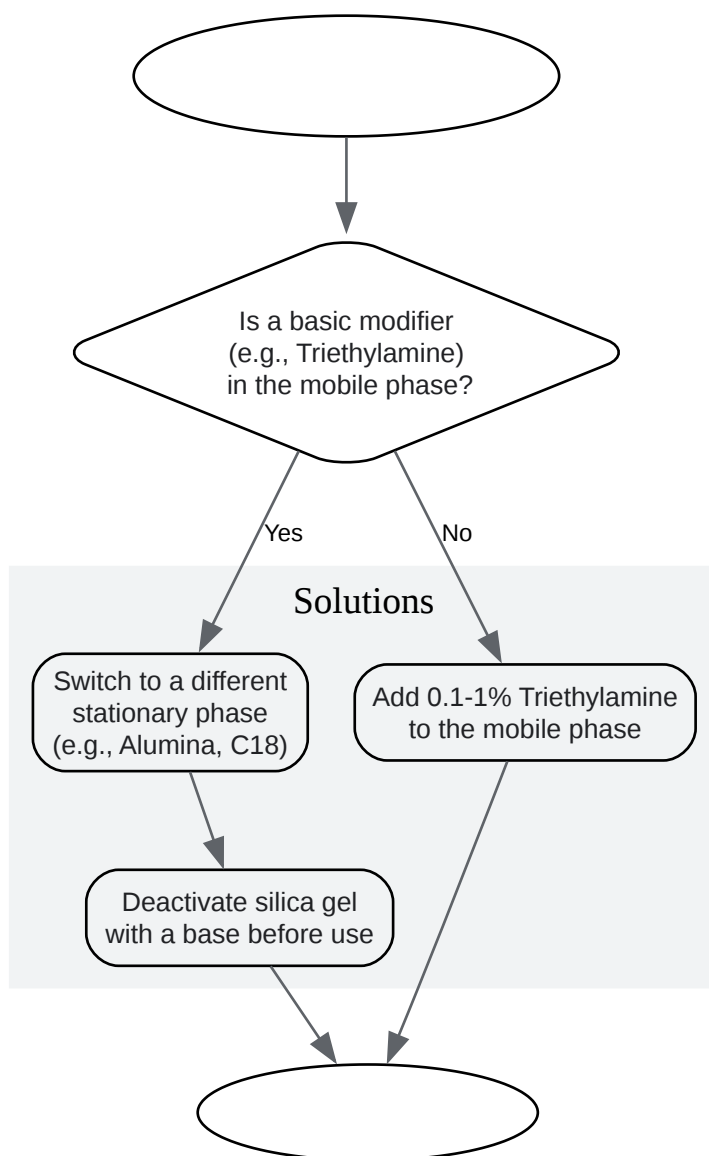 Is a basic modifier
(e.g., Triethylamine)
in the mobile phase?
Yes
No
Solutions
Switch to a different
stationary phase
(e.g., Alumina, C18)
Add 0.1-1% Triethylamine
to the mobile phase
Deactivate silica gel
with a base before use